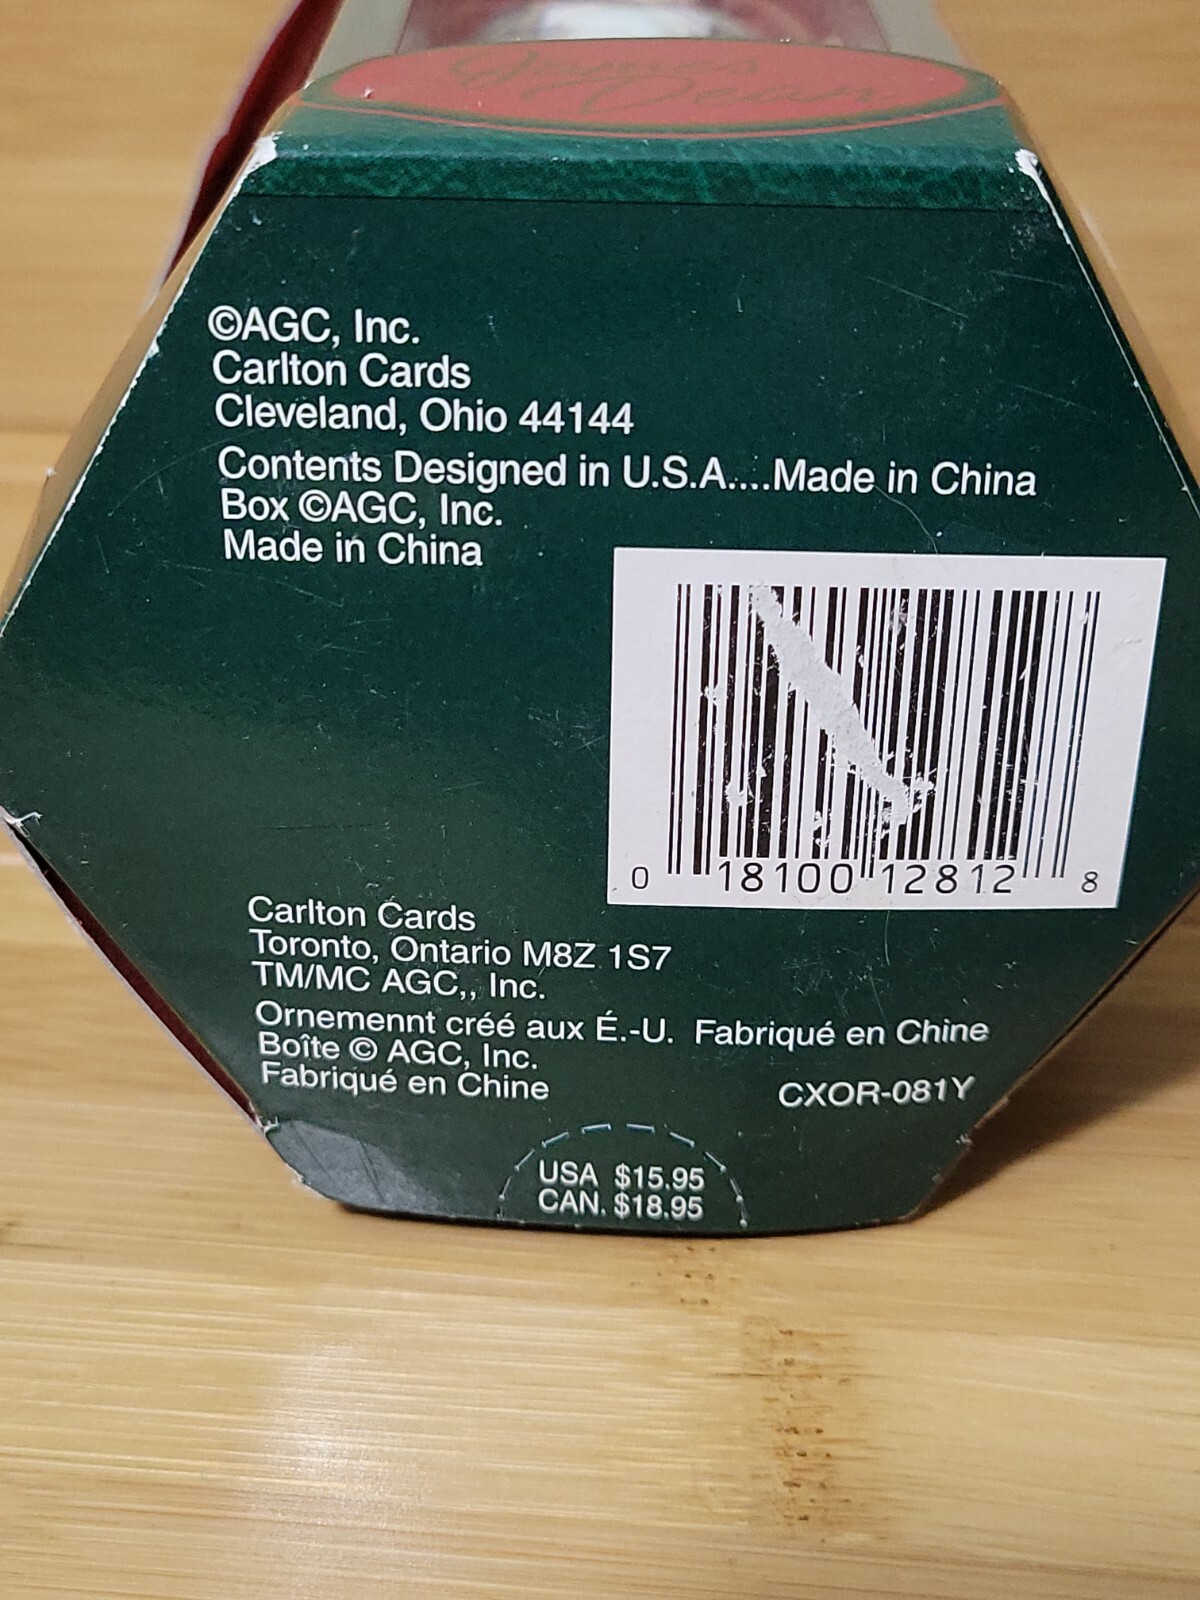 James
Dean
©AGC, Inc.
Carlton Cards
Cleveland, Ohio 44144
Contents Designed in U.S.A....Made in China
Box ©AGC, Inc.
Made in China
0 18100 12812 8
Carlton Cards
Toronto, Ontario M8Z 1S7
TM/MC AGC,, Inc.
Ornemennt créé aux É.-U. Fabriqué en Chine
Boîte © AGC, Inc.
Fabriqué en Chine
CXOR-081Y
USA $15.95
CAN. $18.95